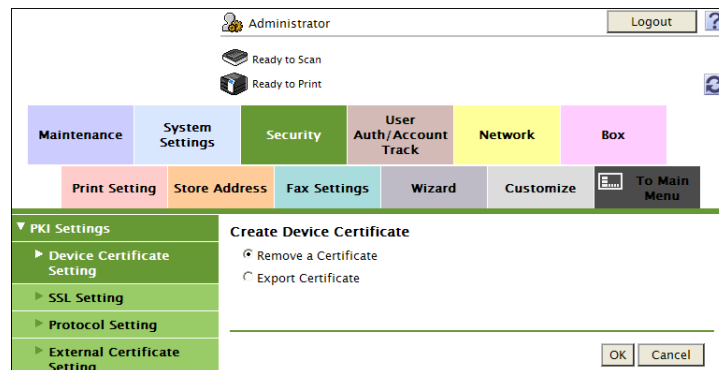 Administrator
Logout
?
Ready to Scan
Ready to Print
Maintenance
System
Settings
Security
User
Auth/Account
Track
Network
Box
Print Setting
Store Address
Fax Settings
Wizard
Customize
To Main
Menu
PKI Settings
Device Certificate
Setting
SSL Setting
Protocol Setting
External Certificate
Setting
Create Device Certificate
Remove a Certificate
Export Certificate
OK
Cancel